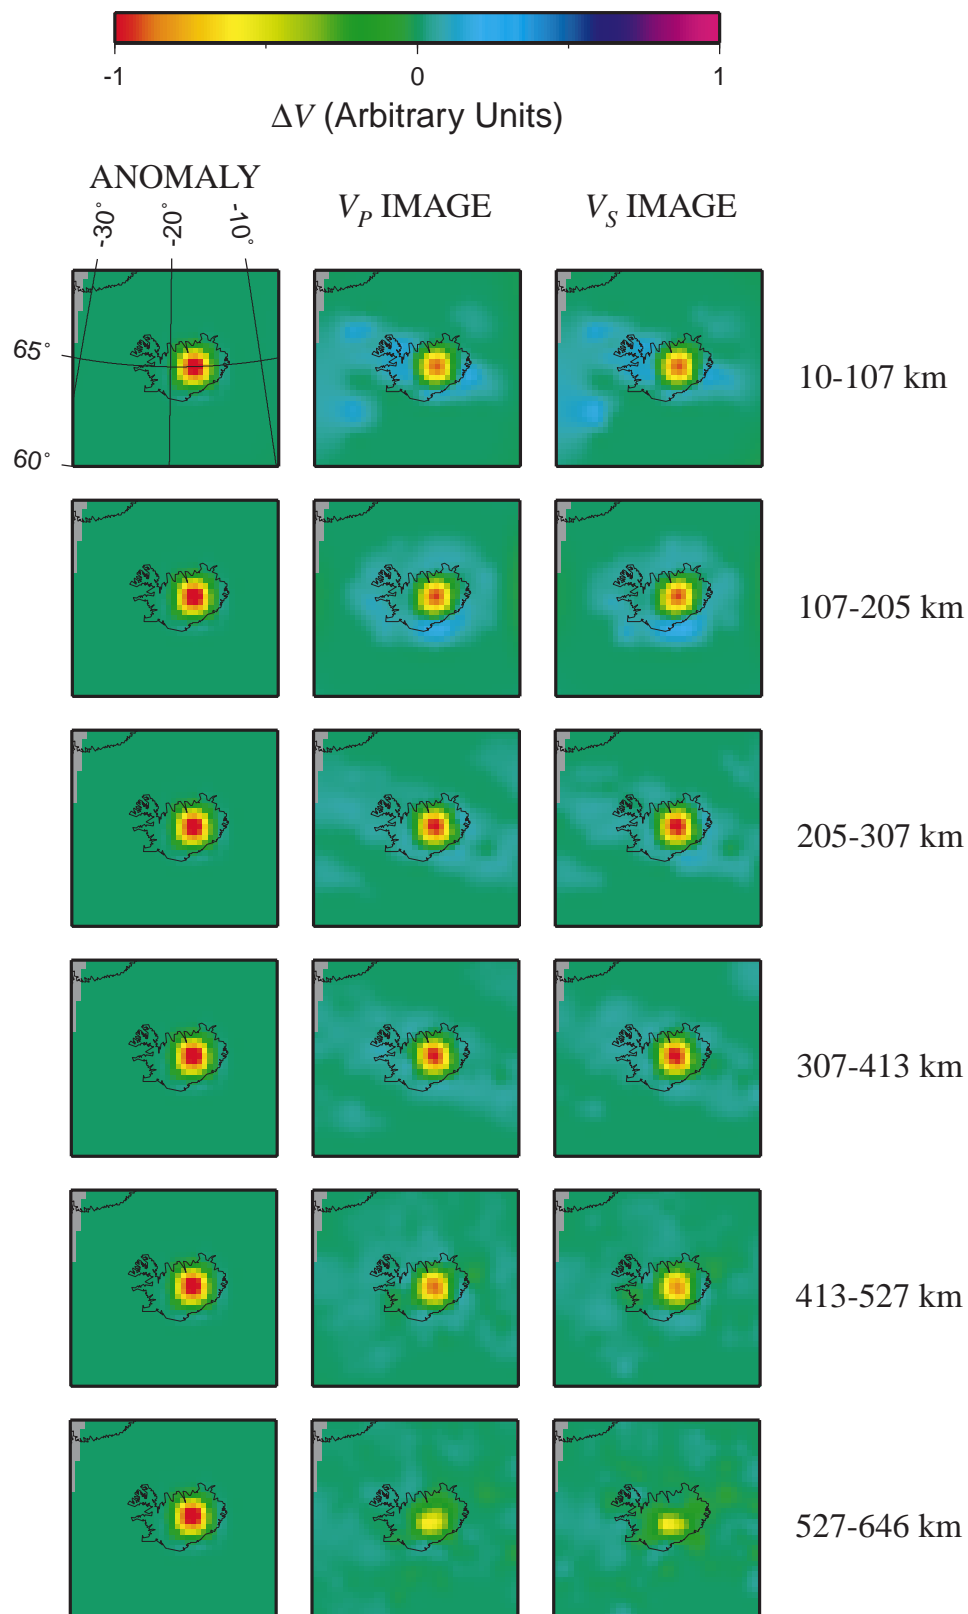 -1 0 1
ΔV (Arbitrary Units)
ANOMALY
V_P IMAGE
V_S IMAGE
-30° -20° -10°
65°
60°
10-107 km
107-205 km
205-307 km
307-413 km
413-527 km
527-646 km